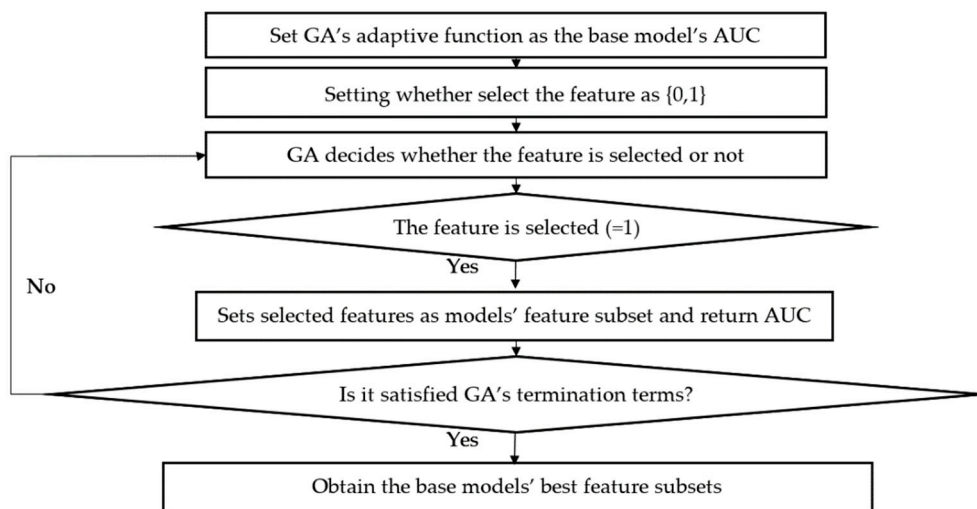 Set GA's adaptive function as the base model's AUC
Setting whether select the feature as {0,1}
GA decides whether the feature is selected or not
The feature is selected (=1)
Yes
No
Sets selected features as models' feature subset and return AUC
Is it satisfied GA's termination terms?
Yes
Obtain the base models' best feature subsets